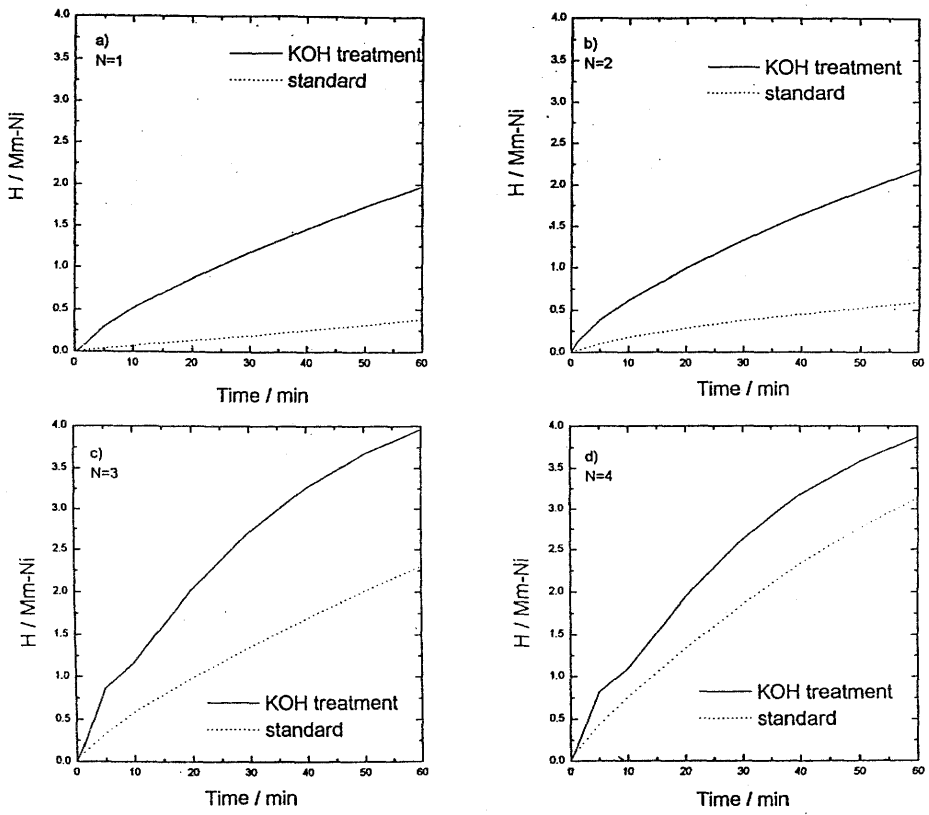 a)
N=1
KOH treatment
standard
4.0
3.5
3.0
2.5
2.0
1.5
1.0
0.5
0.0
H / Mm-Ni
0 10 20 30 40 50 60
Time / min
b)
N=2
KOH treatment
standard
4.0
3.5
3.0
2.5
2.0
1.5
1.0
0.5
0.0
H / Mm-Ni
0 10 20 30 40 50 60
Time / min
c)
N=3
KOH treatment
standard
4.0
3.5
3.0
2.5
2.0
1.5
1.0
0.5
0.0
H / Mm-Ni
0 10 20 30 40 50 60
Time / min
d)
N=4
KOH treatment
standard
4.0
3.5
3.0
2.5
2.0
1.5
1.0
0.5
0.0
H / Mm-Ni
0 10 20 30 40 50 60
Time / min